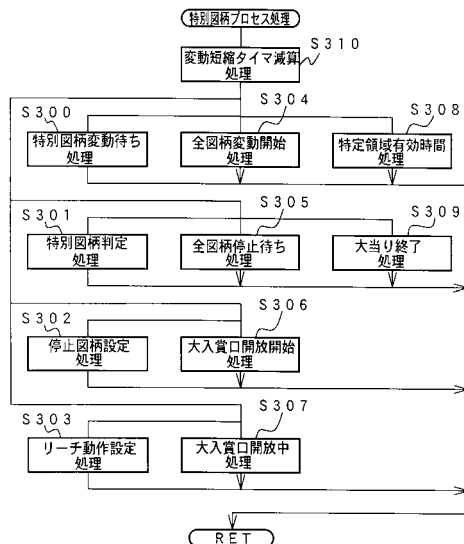 特別図柄プロセス処理
S310
変動短縮タイマ減算
処理
S300
特別図柄変動待ち
処理
S304
全図柄変動開始
処理
S308
特定領域有効時間
処理
S301
特別図柄判定
処理
S305
全図柄停止待ち
処理
S309
大当り終了
処理
S302
停止図柄設定
処理
S306
大入賞口開放開始
処理
S303
リーチ動作設定
処理
S307
大入賞口開放中
処理
RET